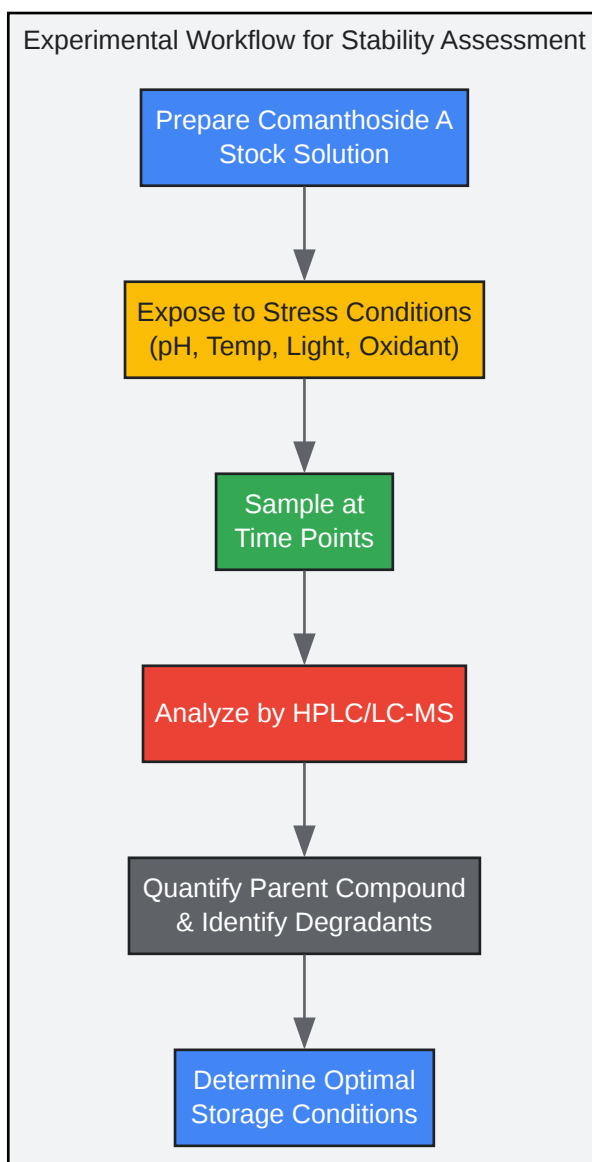 Experimental Workflow for Stability Assessment
Prepare Comanthoside A
Stock Solution
Expose to Stress Conditions
(pH, Temp, Light, Oxidant)
Sample at
Time Points
Analyze by HPLC/LC-MS
Quantify Parent Compound
& Identify Degradants
Determine Optimal
Storage Conditions